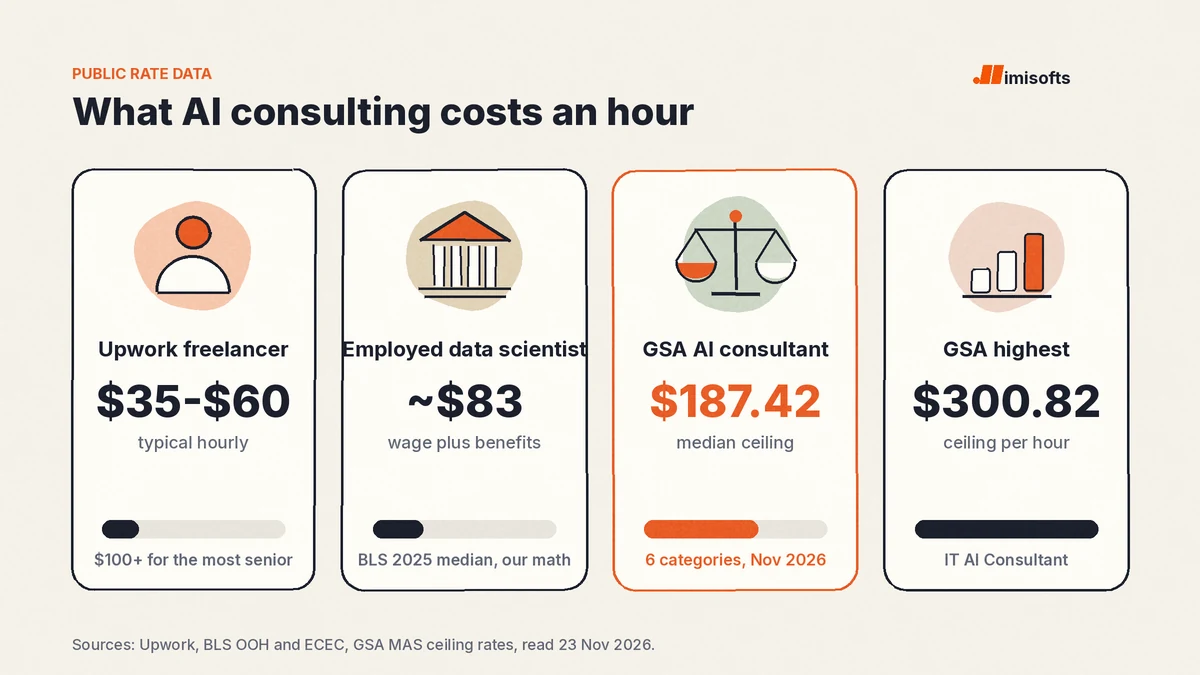 PUBLIC RATE DATA
imisofts
What AI consulting costs an hour
Upwork freelancer
$35-$60
typical hourly
$100+ for the most senior
Employed data scientist
~$83
wage plus benefits
BLS 2025 median, our math
GSA AI consultant
$187.42
median ceiling
6 categories, Nov 2026
GSA highest
$300.82
ceiling per hour
IT AI Consultant
Sources: Upwork, BLS OOH and ECEC, GSA MAS ceiling rates, read 23 Nov 2026.